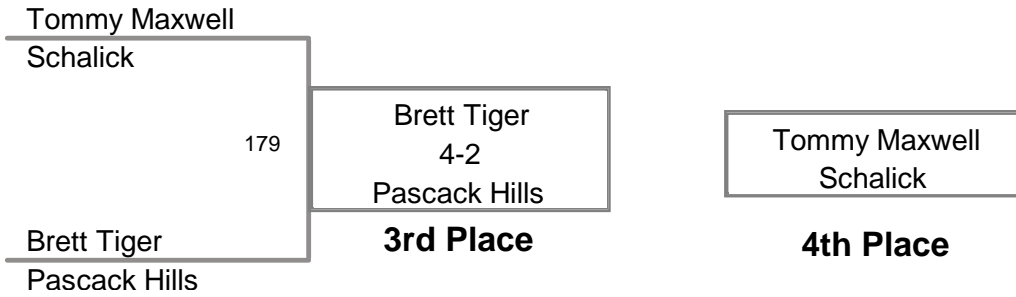 Tommy Maxwell
Schalick
179
Brett Tiger
4-2
Pascack Hills
3rd Place
Brett Tiger
Pascack Hills
Tommy Maxwell
Schalick
4th Place